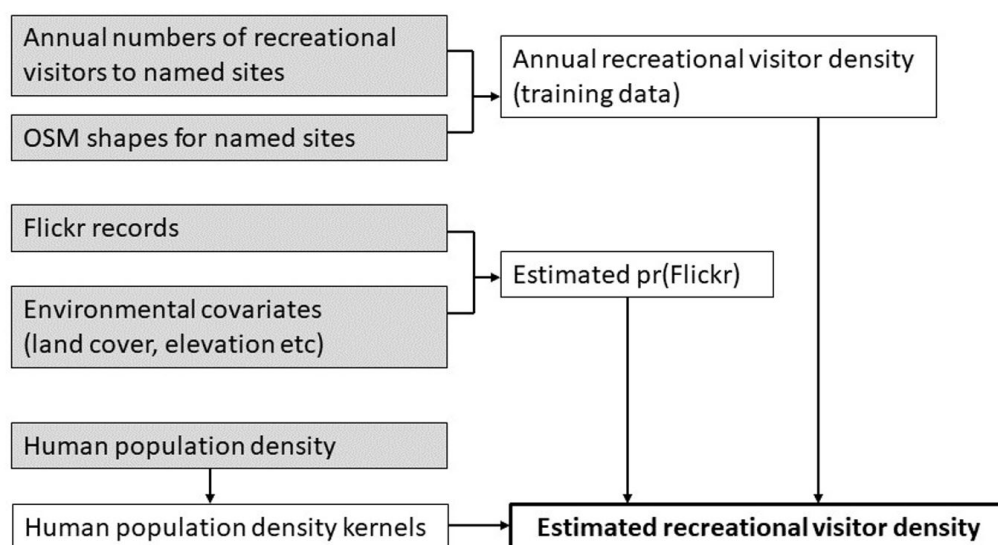 Annual numbers of recreational
visitors to named sites
OSM shapes for named sites
Annual recreational visitor density
(training data)
Flickr records
Environmental covariates
(land cover, elevation etc)
Estimated pr(Flickr)
Human population density
Human population density kernels
Estimated recreational visitor density